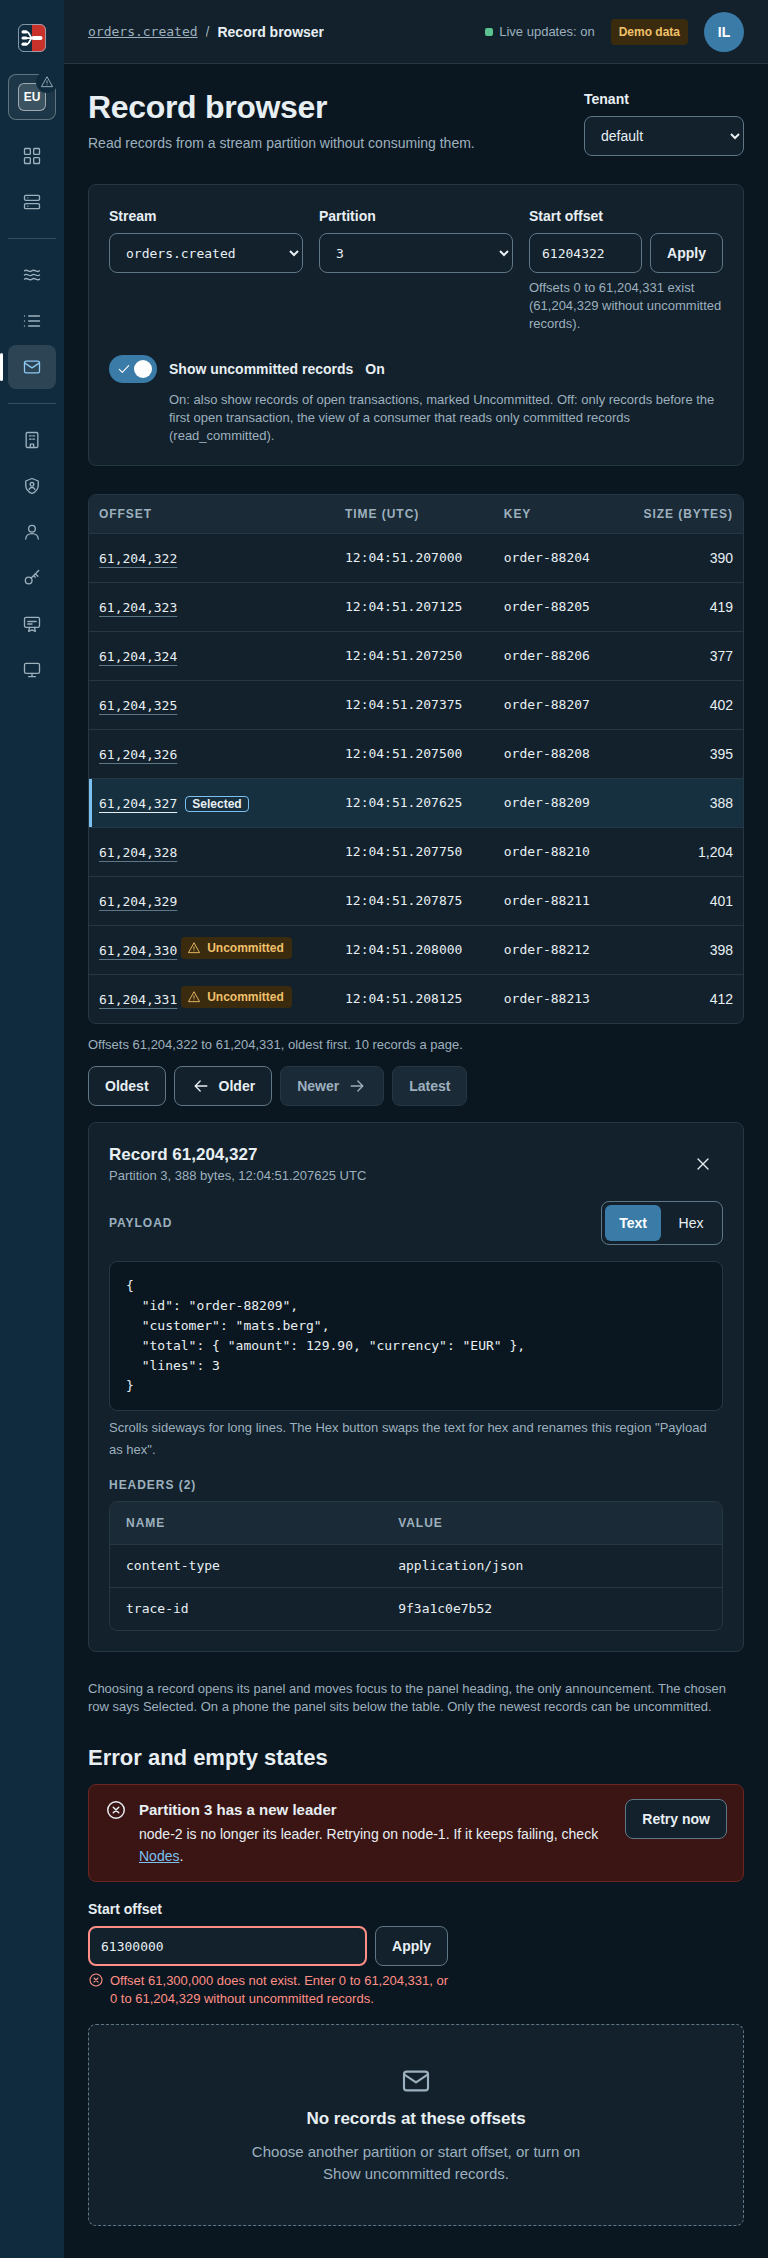 orders.created / Record browser
Live updates: on
Demo data
IL
EU
Record browser
Read records from a stream partition without consuming them.
Tenant
default
Stream
Partition
Start offset
orders.created
3
61204322
Apply
Offsets 0 to 61,204,331 exist
(61,204,329 without uncommitted
records).
Show uncommitted records On
On: also show records of open transactions, marked Uncommitted. Off: only records before the
first open transaction, the view of a consumer that reads only committed records
(read_committed).
OFFSET TIME (UTC) KEY SIZE (BYTES)
61,204,322 12:04:51.207000 order-88204 390
61,204,323 12:04:51.207125 order-88205 419
61,204,324 12:04:51.207250 order-88206 377
61,204,325 12:04:51.207375 order-88207 402
61,204,326 12:04:51.207500 order-88208 395
61,204,327 Selected 12:04:51.207625 order-88209 388
61,204,328 12:04:51.207750 order-88210 1,204
61,204,329 12:04:51.207875 order-88211 401
61,204,330 Uncommitted 12:04:51.208000 order-88212 398
61,204,331 Uncommitted 12:04:51.208125 order-88213 412
Offsets 61,204,322 to 61,204,331, oldest first. 10 records a page.
Oldest
Older
Newer
Latest
Record 61,204,327
Partition 3, 388 bytes, 12:04:51.207625 UTC
PAYLOAD
Text
Hex
{
"id": "order-88209",
"customer": "mats.berg",
"total": { "amount": 129.90, "currency": "EUR" },
"lines": 3
}
Scrolls sideways for long lines. The Hex button swaps the text for hex and renames this region "Payload
as hex".
HEADERS (2)
NAME VALUE
content-type application/json
trace-id 9f3a1c0e7b52
Choosing a record opens its panel and moves focus to the panel heading, the only announcement. The chosen
row says Selected. On a phone the panel sits below the table. Only the newest records can be uncommitted.
Error and empty states
Partition 3 has a new leader
node-2 is no longer its leader. Retrying on node-1. If it keeps failing, check
Nodes.
Retry now
Start offset
61300000
Apply
Offset 61,300,000 does not exist. Enter 0 to 61,204,331, or
0 to 61,204,329 without uncommitted records.
No records at these offsets
Choose another partition or start offset, or turn on
Show uncommitted records.